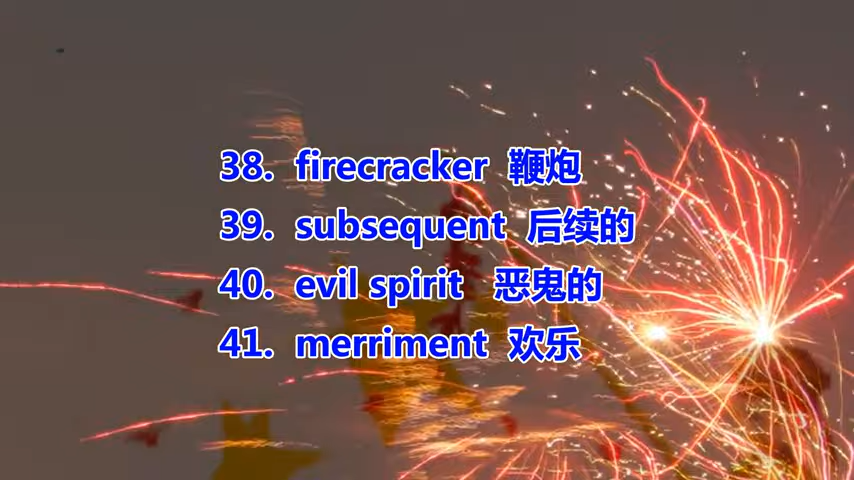 38. firecracker 鞭炮
39. subsequent 后续的
40. evil spirit 恶鬼的
41. merriment 欢乐